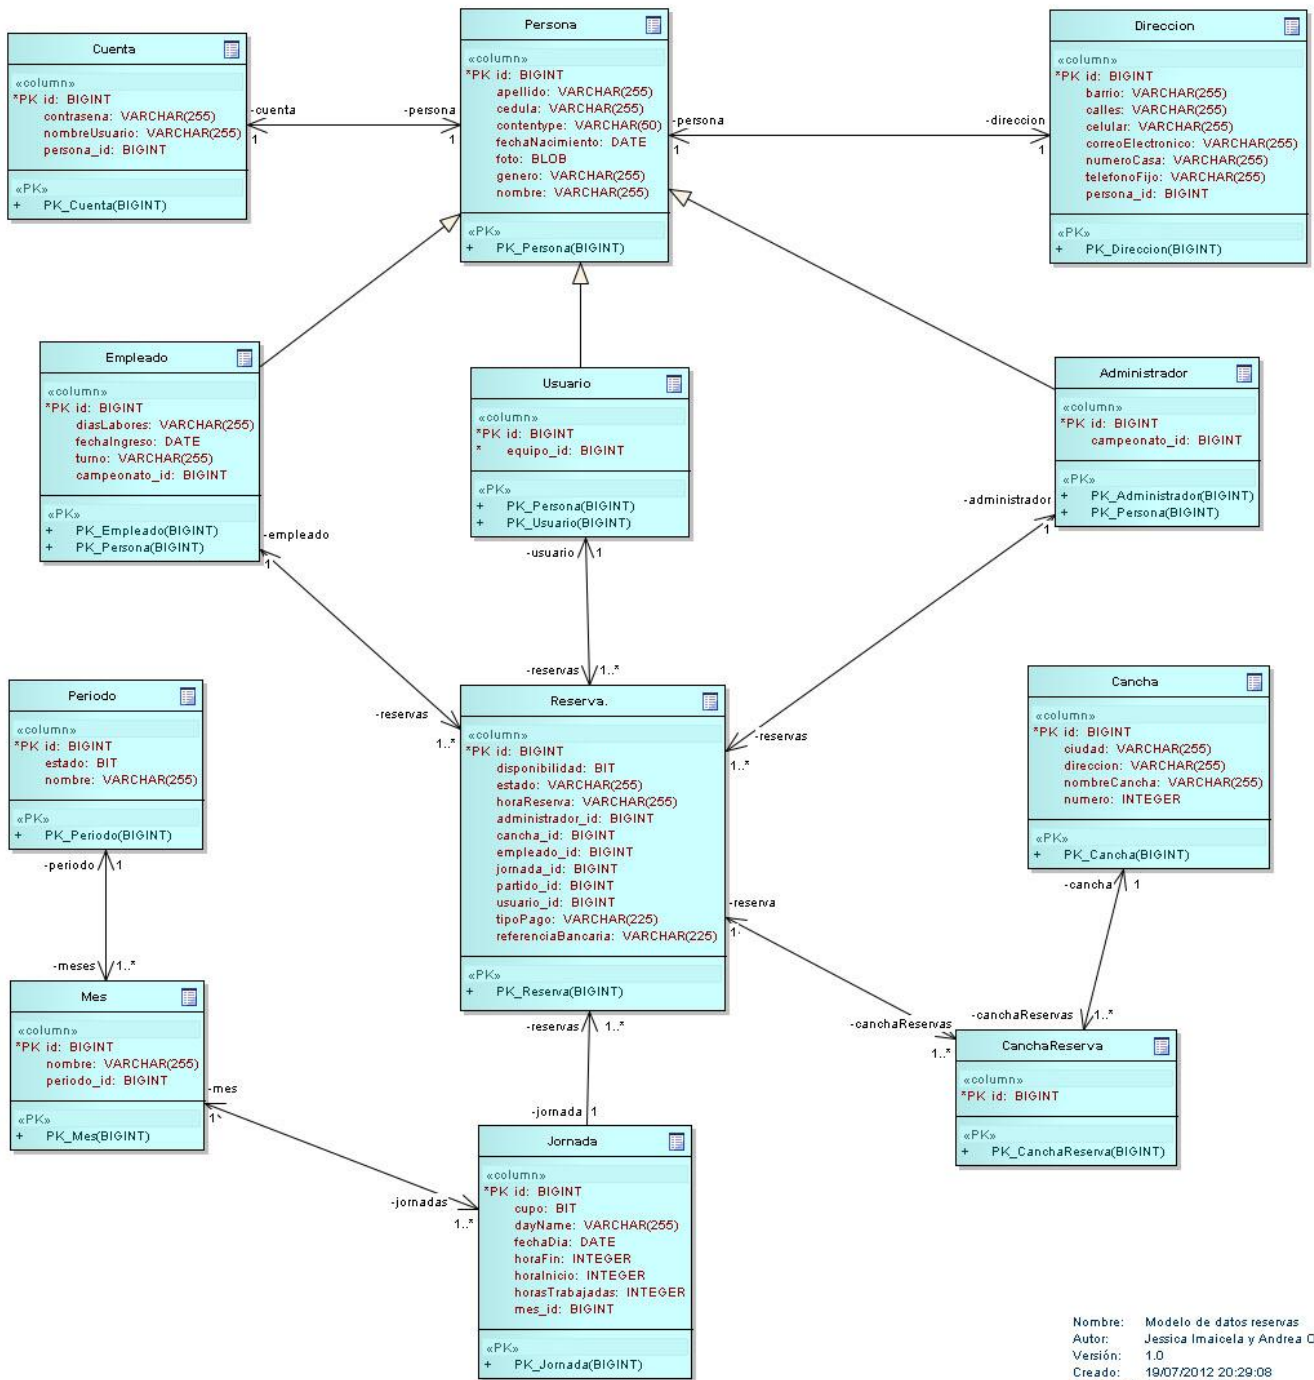 Cuenta
«column»
*PK id: BIGINT
contrasena: VARCHAR(255)
nombreUsuario: VARCHAR(255)
persona_id: BIGINT
«PK»
+ PK_Cuenta(BIGINT)
-cuenta
1
-persona
1
Persona
«column»
*PK id: BIGINT
apellido: VARCHAR(255)
cedula: VARCHAR(255)
contentype: VARCHAR(50)
fechaNacimiento: DATE
foto: BLOB
genero: VARCHAR(255)
nombre: VARCHAR(255)
«PK»
+ PK_Persona(BIGINT)
-persona
1
-direccion
1
Direccion
«column»
*PK id: BIGINT
barrio: VARCHAR(255)
calles: VARCHAR(255)
celular: VARCHAR(255)
correoElectronico: VARCHAR(255)
numeroCasa: VARCHAR(255)
telefonoFijo: VARCHAR(255)
persona_id: BIGINT
«PK»
+ PK_Direccion(BIGINT)
Empleado
«column»
*PK id: BIGINT
diasLabores: VARCHAR(255)
fechaIngreso: DATE
turno: VARCHAR(255)
campeonato_id: BIGINT
«PK»
+ PK_Empleado(BIGINT)
+ PK_Persona(BIGINT)
-empleado
1
Usuario
«column»
*PK id: BIGINT
* equipo_id: BIGINT
«PK»
+ PK_Persona(BIGINT)
+ PK_Usuario(BIGINT)
-usuario 1
Administrador
«column»
*PK id: BIGINT
campeonato_id: BIGINT
«PK»
+ PK_Administrador(BIGINT)
+ PK_Persona(BIGINT)
-administrador
1
-reservas 1..*
-reservas
1..*
-reservas
1..*
Periodo
«column»
*PK id: BIGINT
estado: BIT
nombre: VARCHAR(255)
«PK»
+ PK_Periodo(BIGINT)
-periodo 1
-meses 1..*
Reserva.
«column»
*PK id: BIGINT
disponibilidad: BIT
estado: VARCHAR(255)
horaReserva: VARCHAR(255)
administrador_id: BIGINT
cancha_id: BIGINT
empleado_id: BIGINT
jornada_id: BIGINT
partido_id: BIGINT
usuario_id: BIGINT
tipoPago: VARCHAR(225)
referenciaBancaria: VARCHAR(225)
«PK»
+ PK_Reserva(BIGINT)
-reserva
1
Cancha
«column»
*PK id: BIGINT
ciudad: VARCHAR(255)
direccion: VARCHAR(255)
nombreCancha: VARCHAR(255)
numero: INTEGER
«PK»
+ PK_Cancha(BIGINT)
-cancha 1
-canchaReservas 1..*
-canchaReservas
1..*
Mes
«column»
*PK id: BIGINT
nombre: VARCHAR(255)
periodo_id: BIGINT
«PK»
+ PK_Mes(BIGINT)
-mes
1
-reservas 1..*
-jornada 1
-jornadas
1..*
CanchaReserva
«column»
*PK id: BIGINT
«PK»
+ PK_CanchaReserva(BIGINT)
Jornada
«column»
*PK id: BIGINT
cupo: BIT
dayName: VARCHAR(255)
fechaDia: DATE
horaFin: INTEGER
horaInicio: INTEGER
horasTrabajadas: INTEGER
mes_id: BIGINT
«PK»
+ PK_Jornada(BIGINT)
Nombre: Modelo de datos reservas
Autor: Jessica Imaicela y Andrea
Versión: 1.0
Creado: 19/07/2012 20:29:08